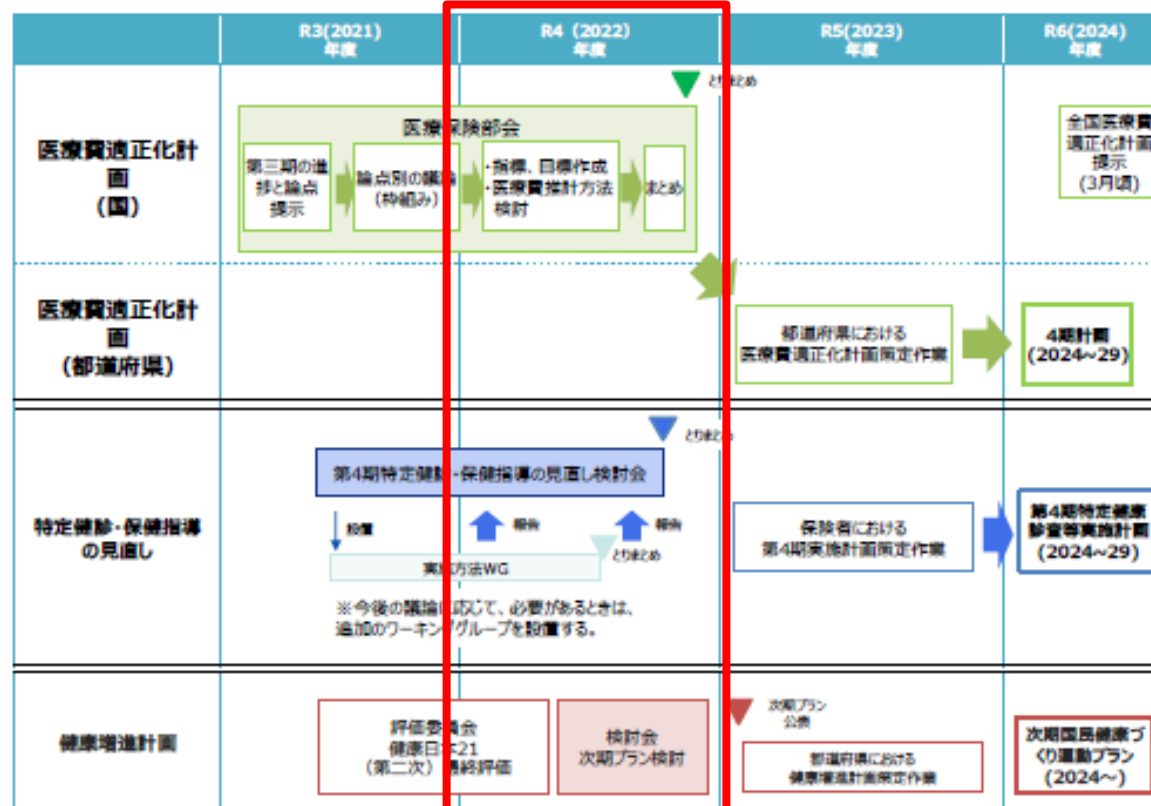 R3(2021)
年度
R4 (2022)
年度
R5(2023)
年度
R6(2024)
年度
医療費適正化計
画
(国)
とりまとめ
医療保険部会
第三期の進
捗と論点
提示
論点別の議論
(枠組み)
・指標、目標作成
・医療費推計方法
検討
まとめ
全国医療費
適正化計画
提示
(3月頃)
医療費適正化計
画
(都道府県)
都道府県における
医療費適正化計画策定作業
4期計画
(2024~29)
特定健診・保健指導
の見直し
とりまとめ
第4期特定健診・保健指導の見直し検討会
設置
報告
報告
とりまとめ
実施方法WG
※今後の議論に応じて、必要があるときは、
追加のワーキンググループを設置する。
保険者における
第4期実施計画策定作業
第4期特定健康
診査等実施計画
(2024~29)
健康増進計画
評価委員会
健康日本21
(第二次)最終評価
検討会
次期プラン検討
次期プラン
公表
都道府県における
健康増進計画策定作業
次期国民健康づ
くり運動プラン
(2024~)